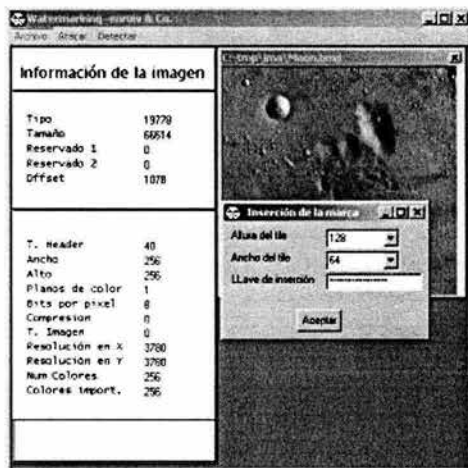 Watermarking & Co.
Archivo Atacar Detectar
Información de la imagen
Tipo 19778
Tamaño 66614
Reservado 1 0
Reservado 2 0
Offset 1078
T. Header 40
Ancho 256
Alto 256
Planos de color 1
Bits por pixel 8
Compresion 0
T. Imagen 0
Resolución en X 3780
Resolución en Y 3780
Num Colores 256
Colores import. 256
Inserción de la marca
Altura del tile 128
Ancho del tile 64
LLave de inserción
Aceptar